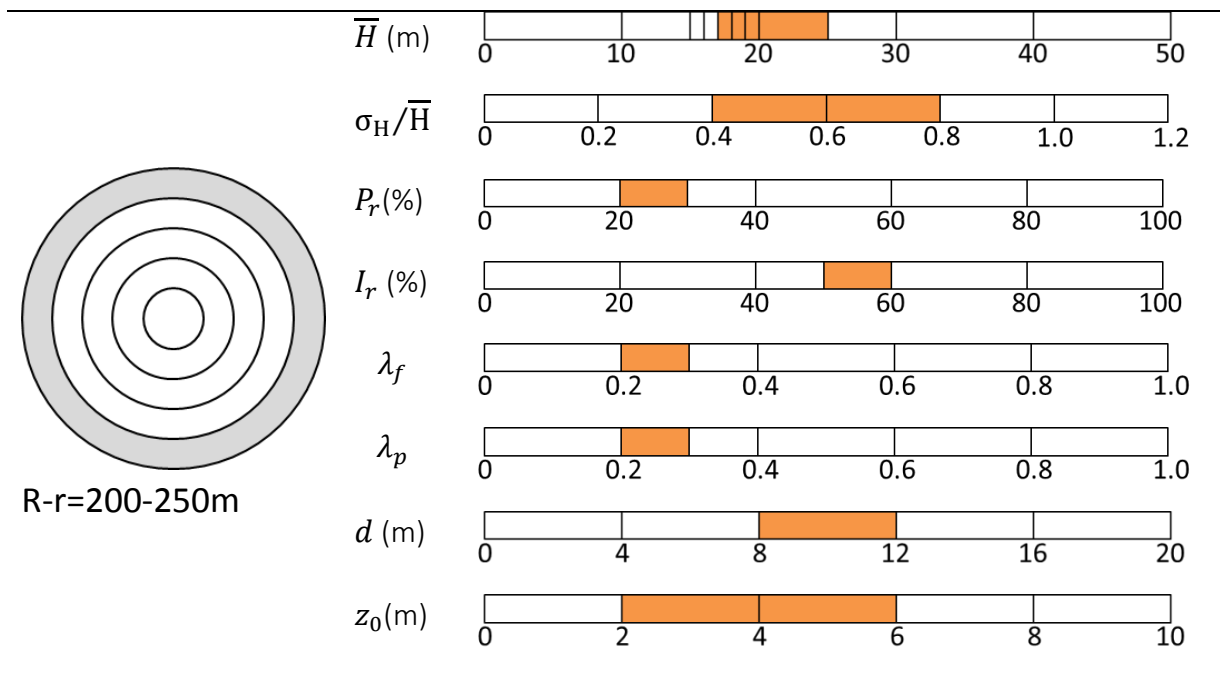 H̅ (m)
0 10 20 30 40 50
σH/H̅
0 0.2 0.4 0.6 0.8 1.0 1.2
Pr(%)
0 20 40 60 80 100
Ir (%)
0 20 40 60 80 100
λf
0 0.2 0.4 0.6 0.8 1.0
λp
0 0.2 0.4 0.6 0.8 1.0
R-r=200-250m
d (m)
0 4 8 12 16 20
z0(m)
0 2 4 6 8 10